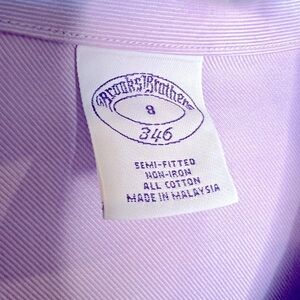 Brooks Brothers
8
346
SEMI-FITTED
NON-IRON
ALL COTTON
MADE IN MALAYSIA